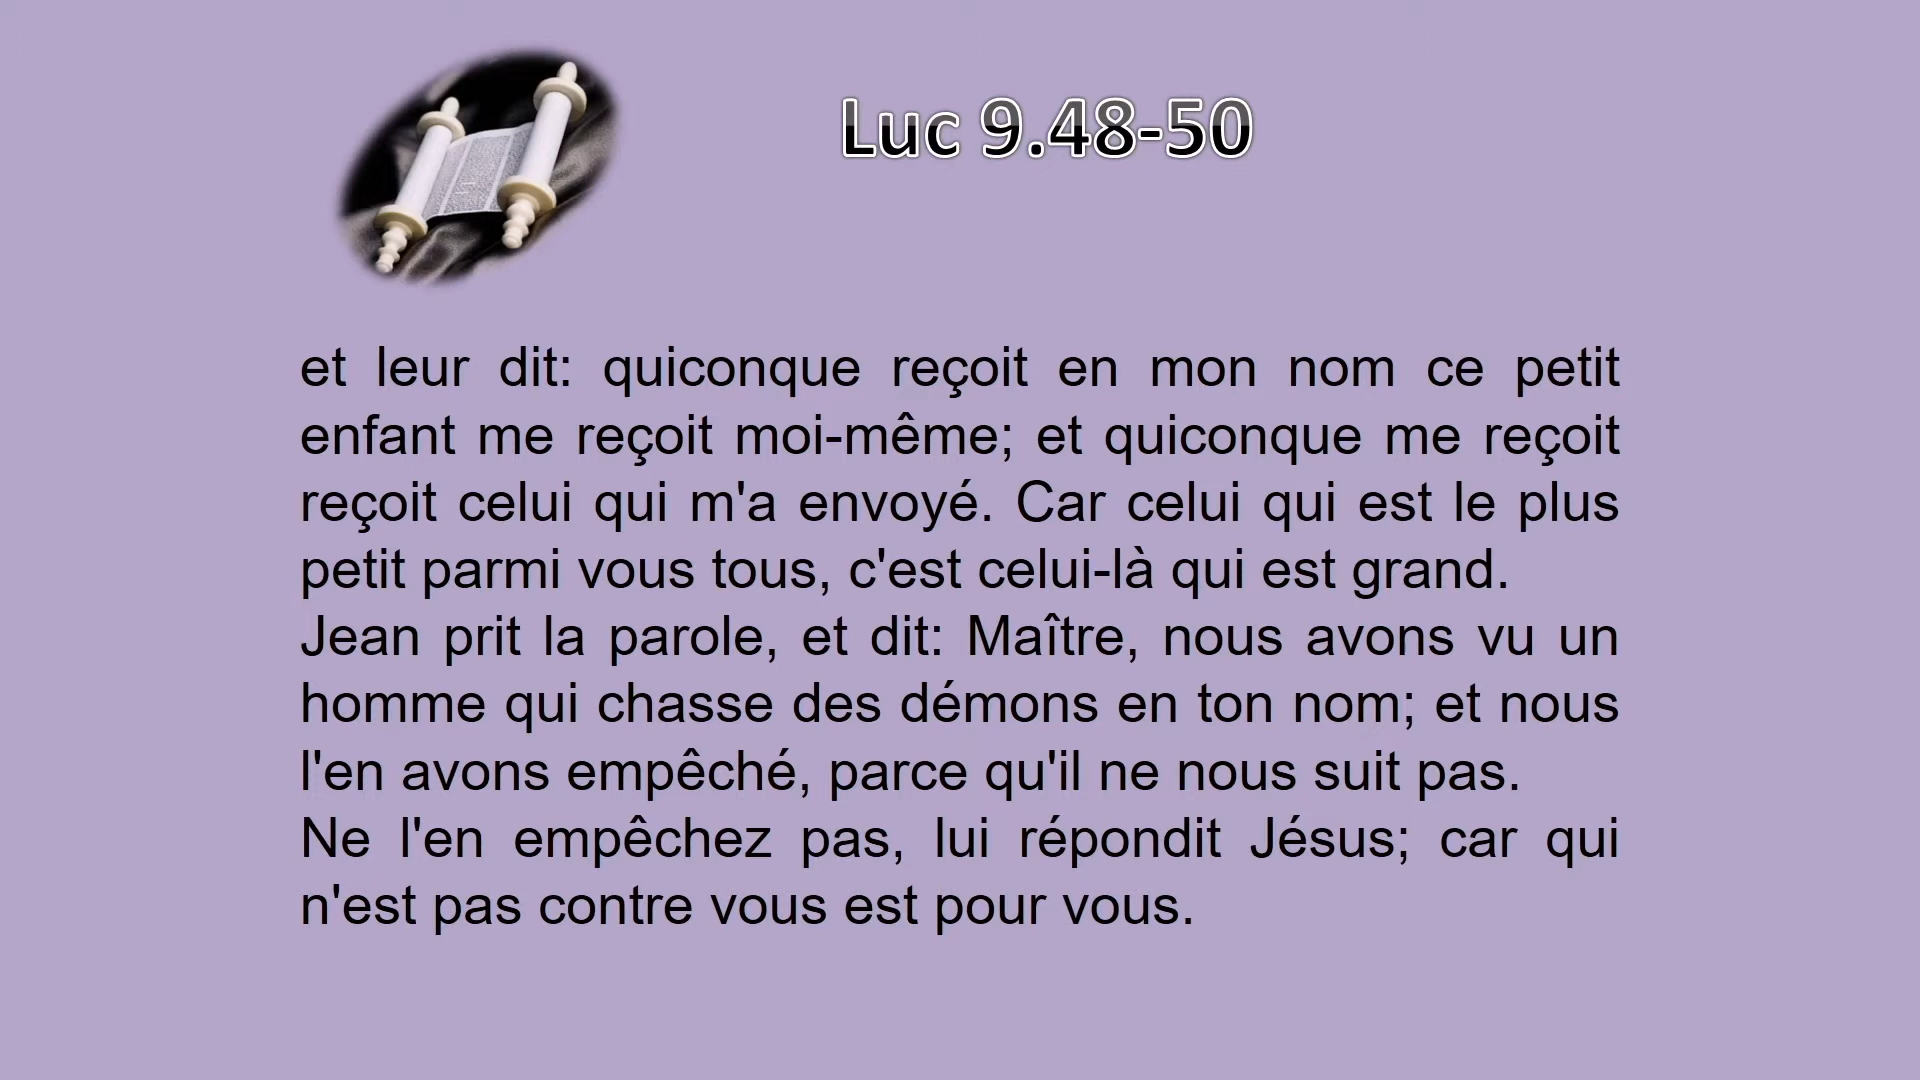 Luc 9.48-50
et leur dit: quiconque reçoit en mon nom ce petit
enfant me reçoit moi-même; et quiconque me reçoit
reçoit celui qui m'a envoyé. Car celui qui est le plus
petit parmi vous tous, c'est celui-là qui est grand.
Jean prit la parole, et dit: Maître, nous avons vu un
homme qui chasse des démons en ton nom; et nous
l'en avons empêché, parce qu'il ne nous suit pas.
Ne l'en empêchez pas, lui répondit Jésus; car qui
n'est pas contre vous est pour vous.